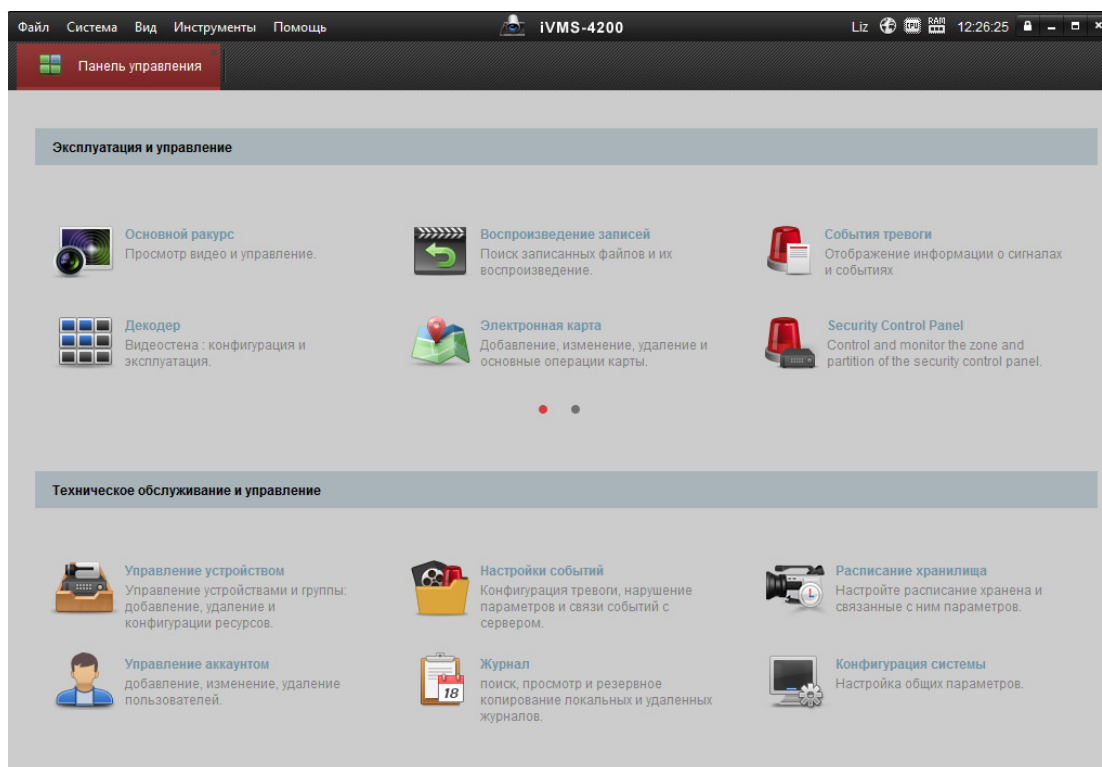 Файл Система Вид Инструменты Помощь iVMS-4200 Liz CPU RAM 12:26:25
Панель управления
Эксплуатация и управление
Основной ракурс
Просмотр видео и управление.
Воспроизведение записей
Поиск записанных файлов и их
воспроизведение.
События тревоги
Отображение информации о сигналах
и событиях
Декодер
Видеостена : конфигурация и
эксплуатация.
Электронная карта
Добавление, изменение, удаление и
основные операции карты.
Security Control Panel
Control and monitor the zone and
partition of the security control panel.
Техническое обслуживание и управление
Управление устройством
Управление устройствами и группы:
добавление, удаление и
конфигурации ресурсов.
Настройки событий
Конфигурация тревоги, нарушение
параметров и связи событий с
сервером.
Расписание хранилища
Настройте расписание хранена и
связанные с ним параметров.
Управление аккаунтом
добавление, изменение, удаление
пользователей.
18
Журнал
поиск, просмотр и резервное
копирование локальных и удаленных
журналов.
Конфигурация системы
Настройка общих параметров.